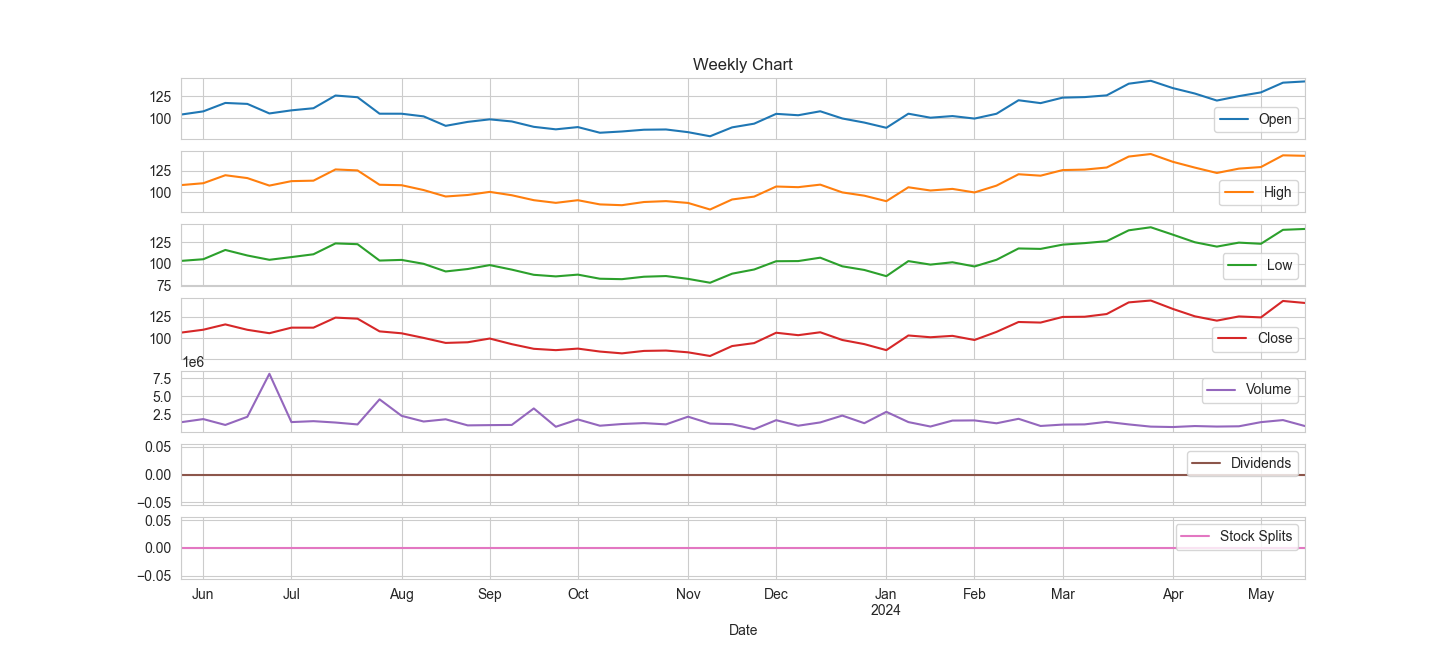 Weekly Chart
125
100
Open
125
100
High
125
100
75
Low
125
100
Close
1e6
7.5
5.0
2.5
Volume
0.05
0.00
−0.05
Dividends
0.05
0.00
−0.05
Stock Splits
Jun Jul Aug Sep Oct Nov Dec Jan Feb Mar Apr May
2024
Date